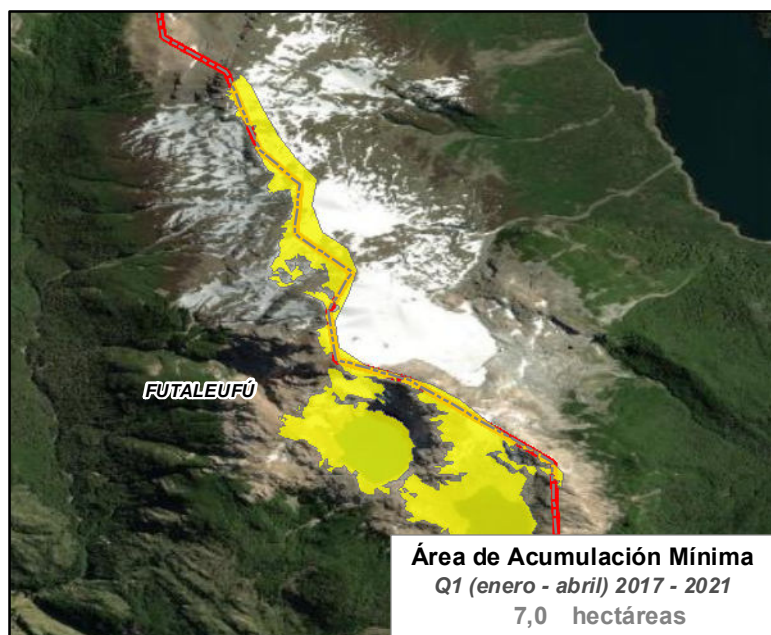 FUTALEUFÚ
Área de Acumulación Mínima
Q1 (enero - abril) 2017 - 2021
7,0 hectáreas